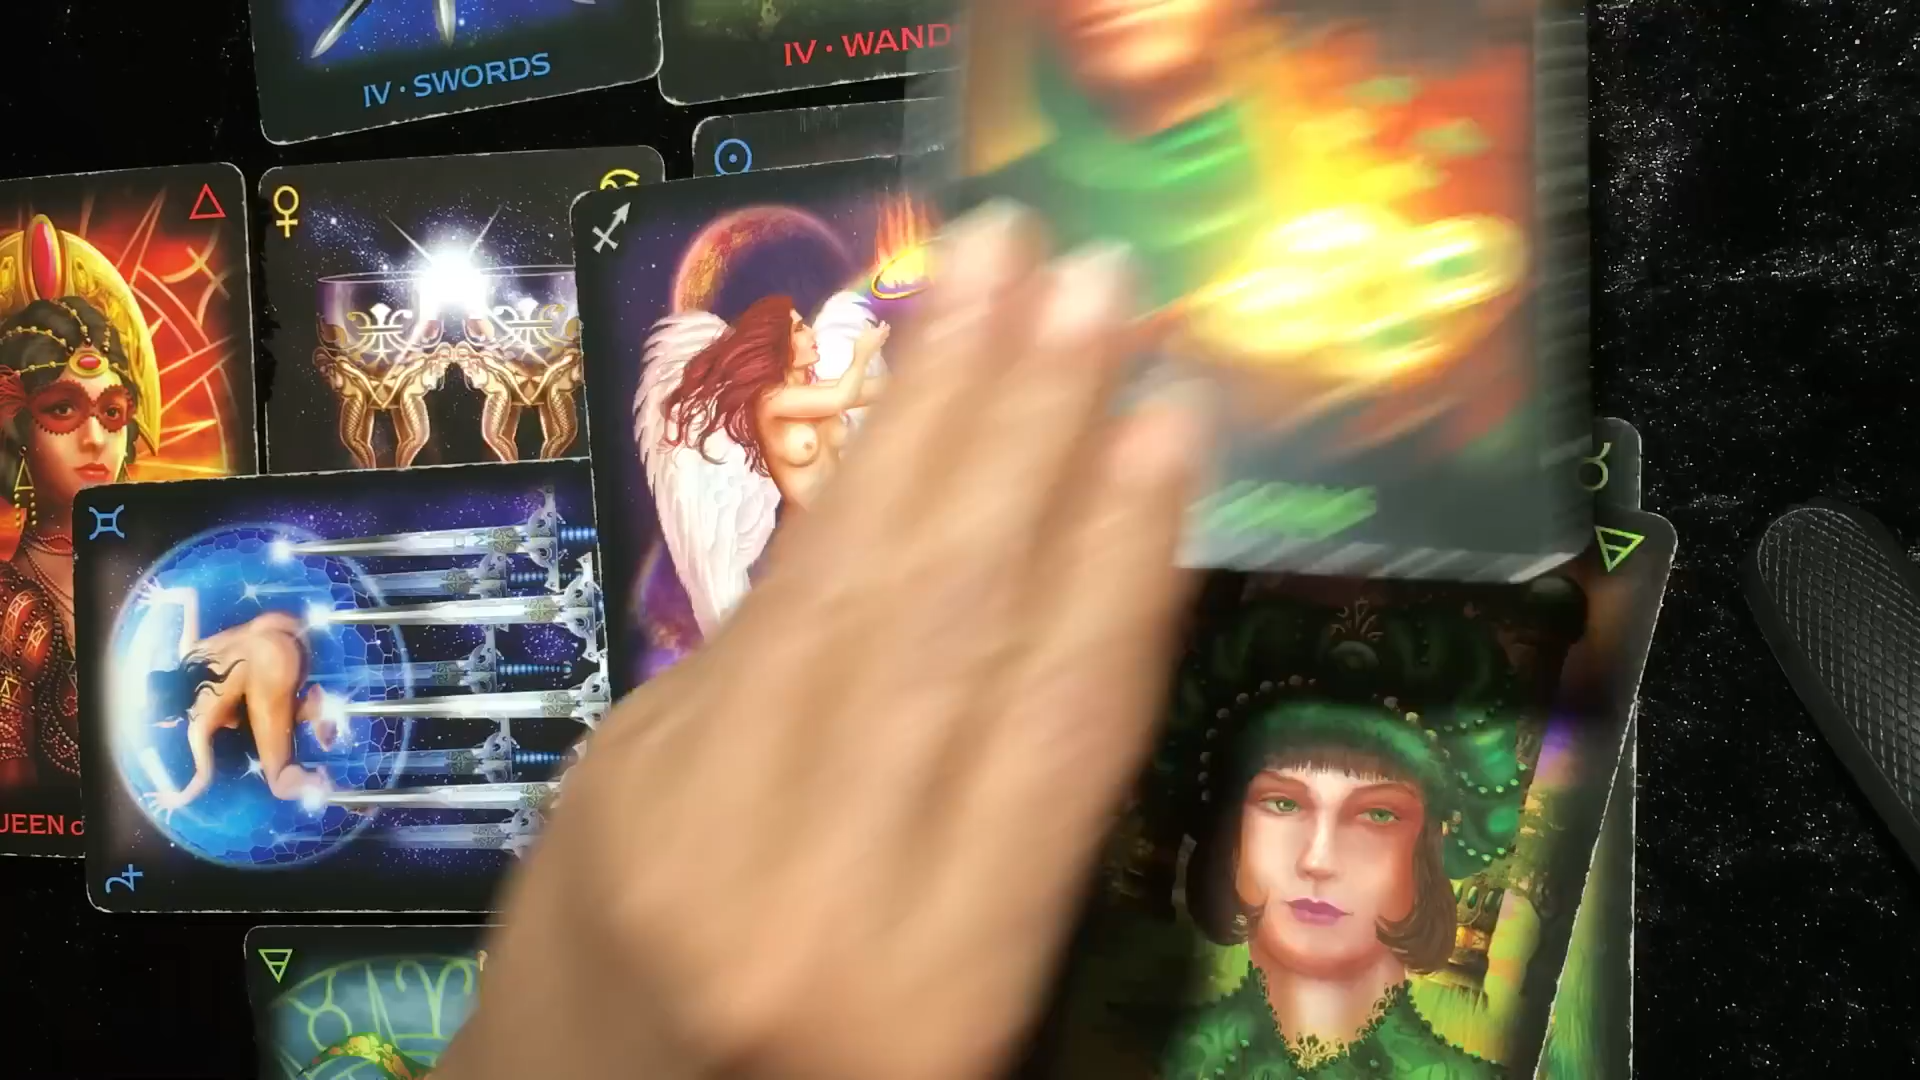 IV · SWORDS
IV · WAND
UEEN